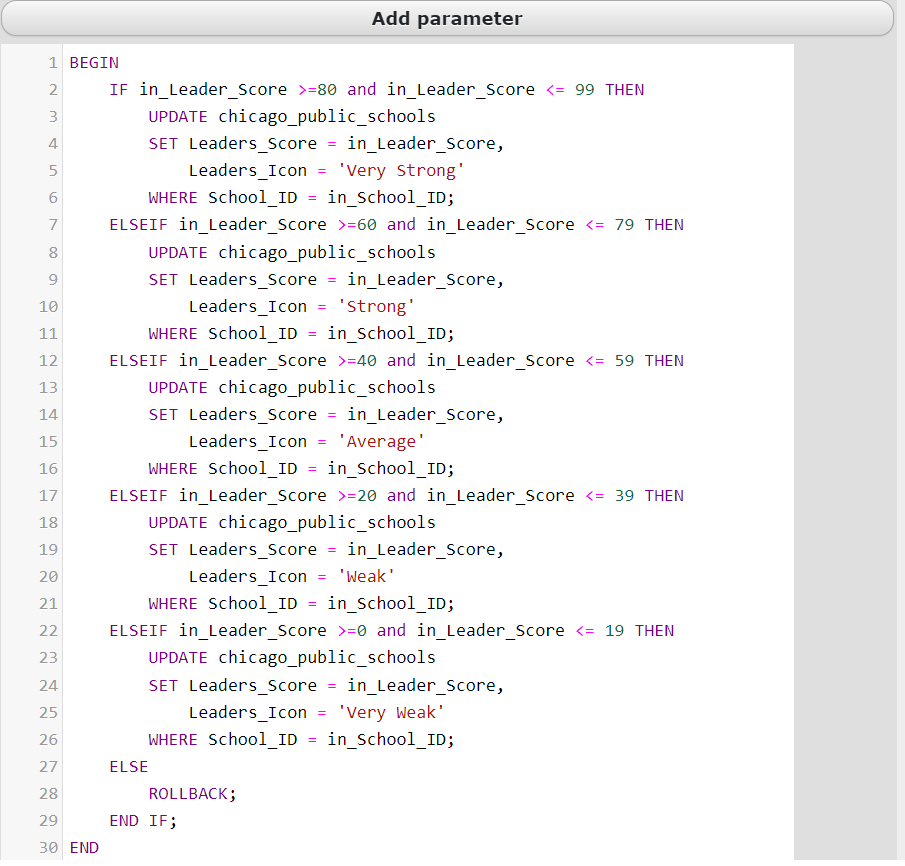 Add parameter
1 BEGIN
2     IF in_Leader_Score >=80 and in_Leader_Score <= 99 THEN
3         UPDATE chicago_public_schools
4         SET Leaders_Score = in_Leader_Score,
5             Leaders_Icon = 'Very Strong'
6         WHERE School_ID = in_School_ID;
7     ELSEIF in_Leader_Score >=60 and in_Leader_Score <= 79 THEN
8         UPDATE chicago_public_schools
9         SET Leaders_Score = in_Leader_Score,
10             Leaders_Icon = 'Strong'
11         WHERE School_ID = in_School_ID;
12     ELSEIF in_Leader_Score >=40 and in_Leader_Score <= 59 THEN
13         UPDATE chicago_public_schools
14         SET Leaders_Score = in_Leader_Score,
15             Leaders_Icon = 'Average'
16         WHERE School_ID = in_School_ID;
17     ELSEIF in_Leader_Score >=20 and in_Leader_Score <= 39 THEN
18         UPDATE chicago_public_schools
19         SET Leaders_Score = in_Leader_Score,
20             Leaders_Icon = 'Weak'
21         WHERE School_ID = in_School_ID;
22     ELSEIF in_Leader_Score >=0 and in_Leader_Score <= 19 THEN
23         UPDATE chicago_public_schools
24         SET Leaders_Score = in_Leader_Score,
25             Leaders_Icon = 'Very Weak'
26         WHERE School_ID = in_School_ID;
27     ELSE
28         ROLLBACK;
29     END IF;
30 END